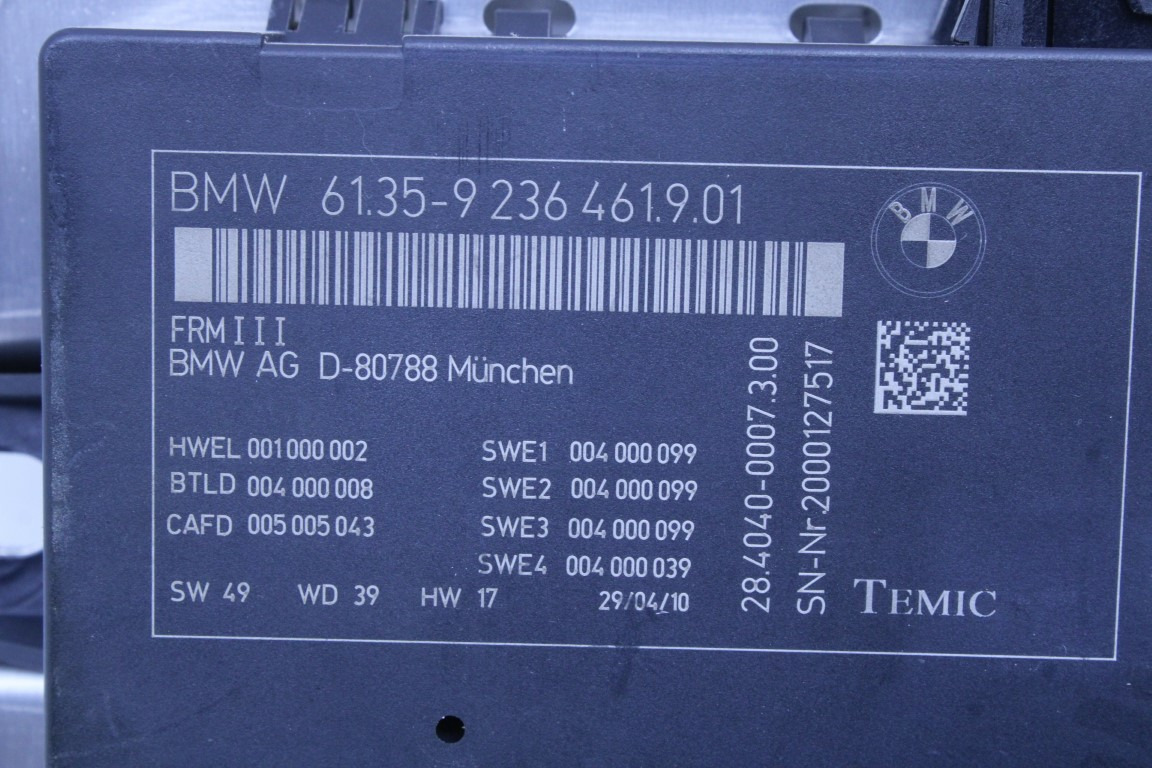 BMW 61.35-9 236 461.9.01
BMW
FRM III
BMW AG D-80788 München
HWEL 001 000 002 SWE1 004 000 099
BTLD 004 000 008 SWE2 004 000 099
CAFD 005 005 043 SWE3 004 000 099
SWE4 004 000 039
SW 49 WD 39 HW 17 29/04/10
28.4040-0007.3.00
SN-Nr.2000127517
TEMIC